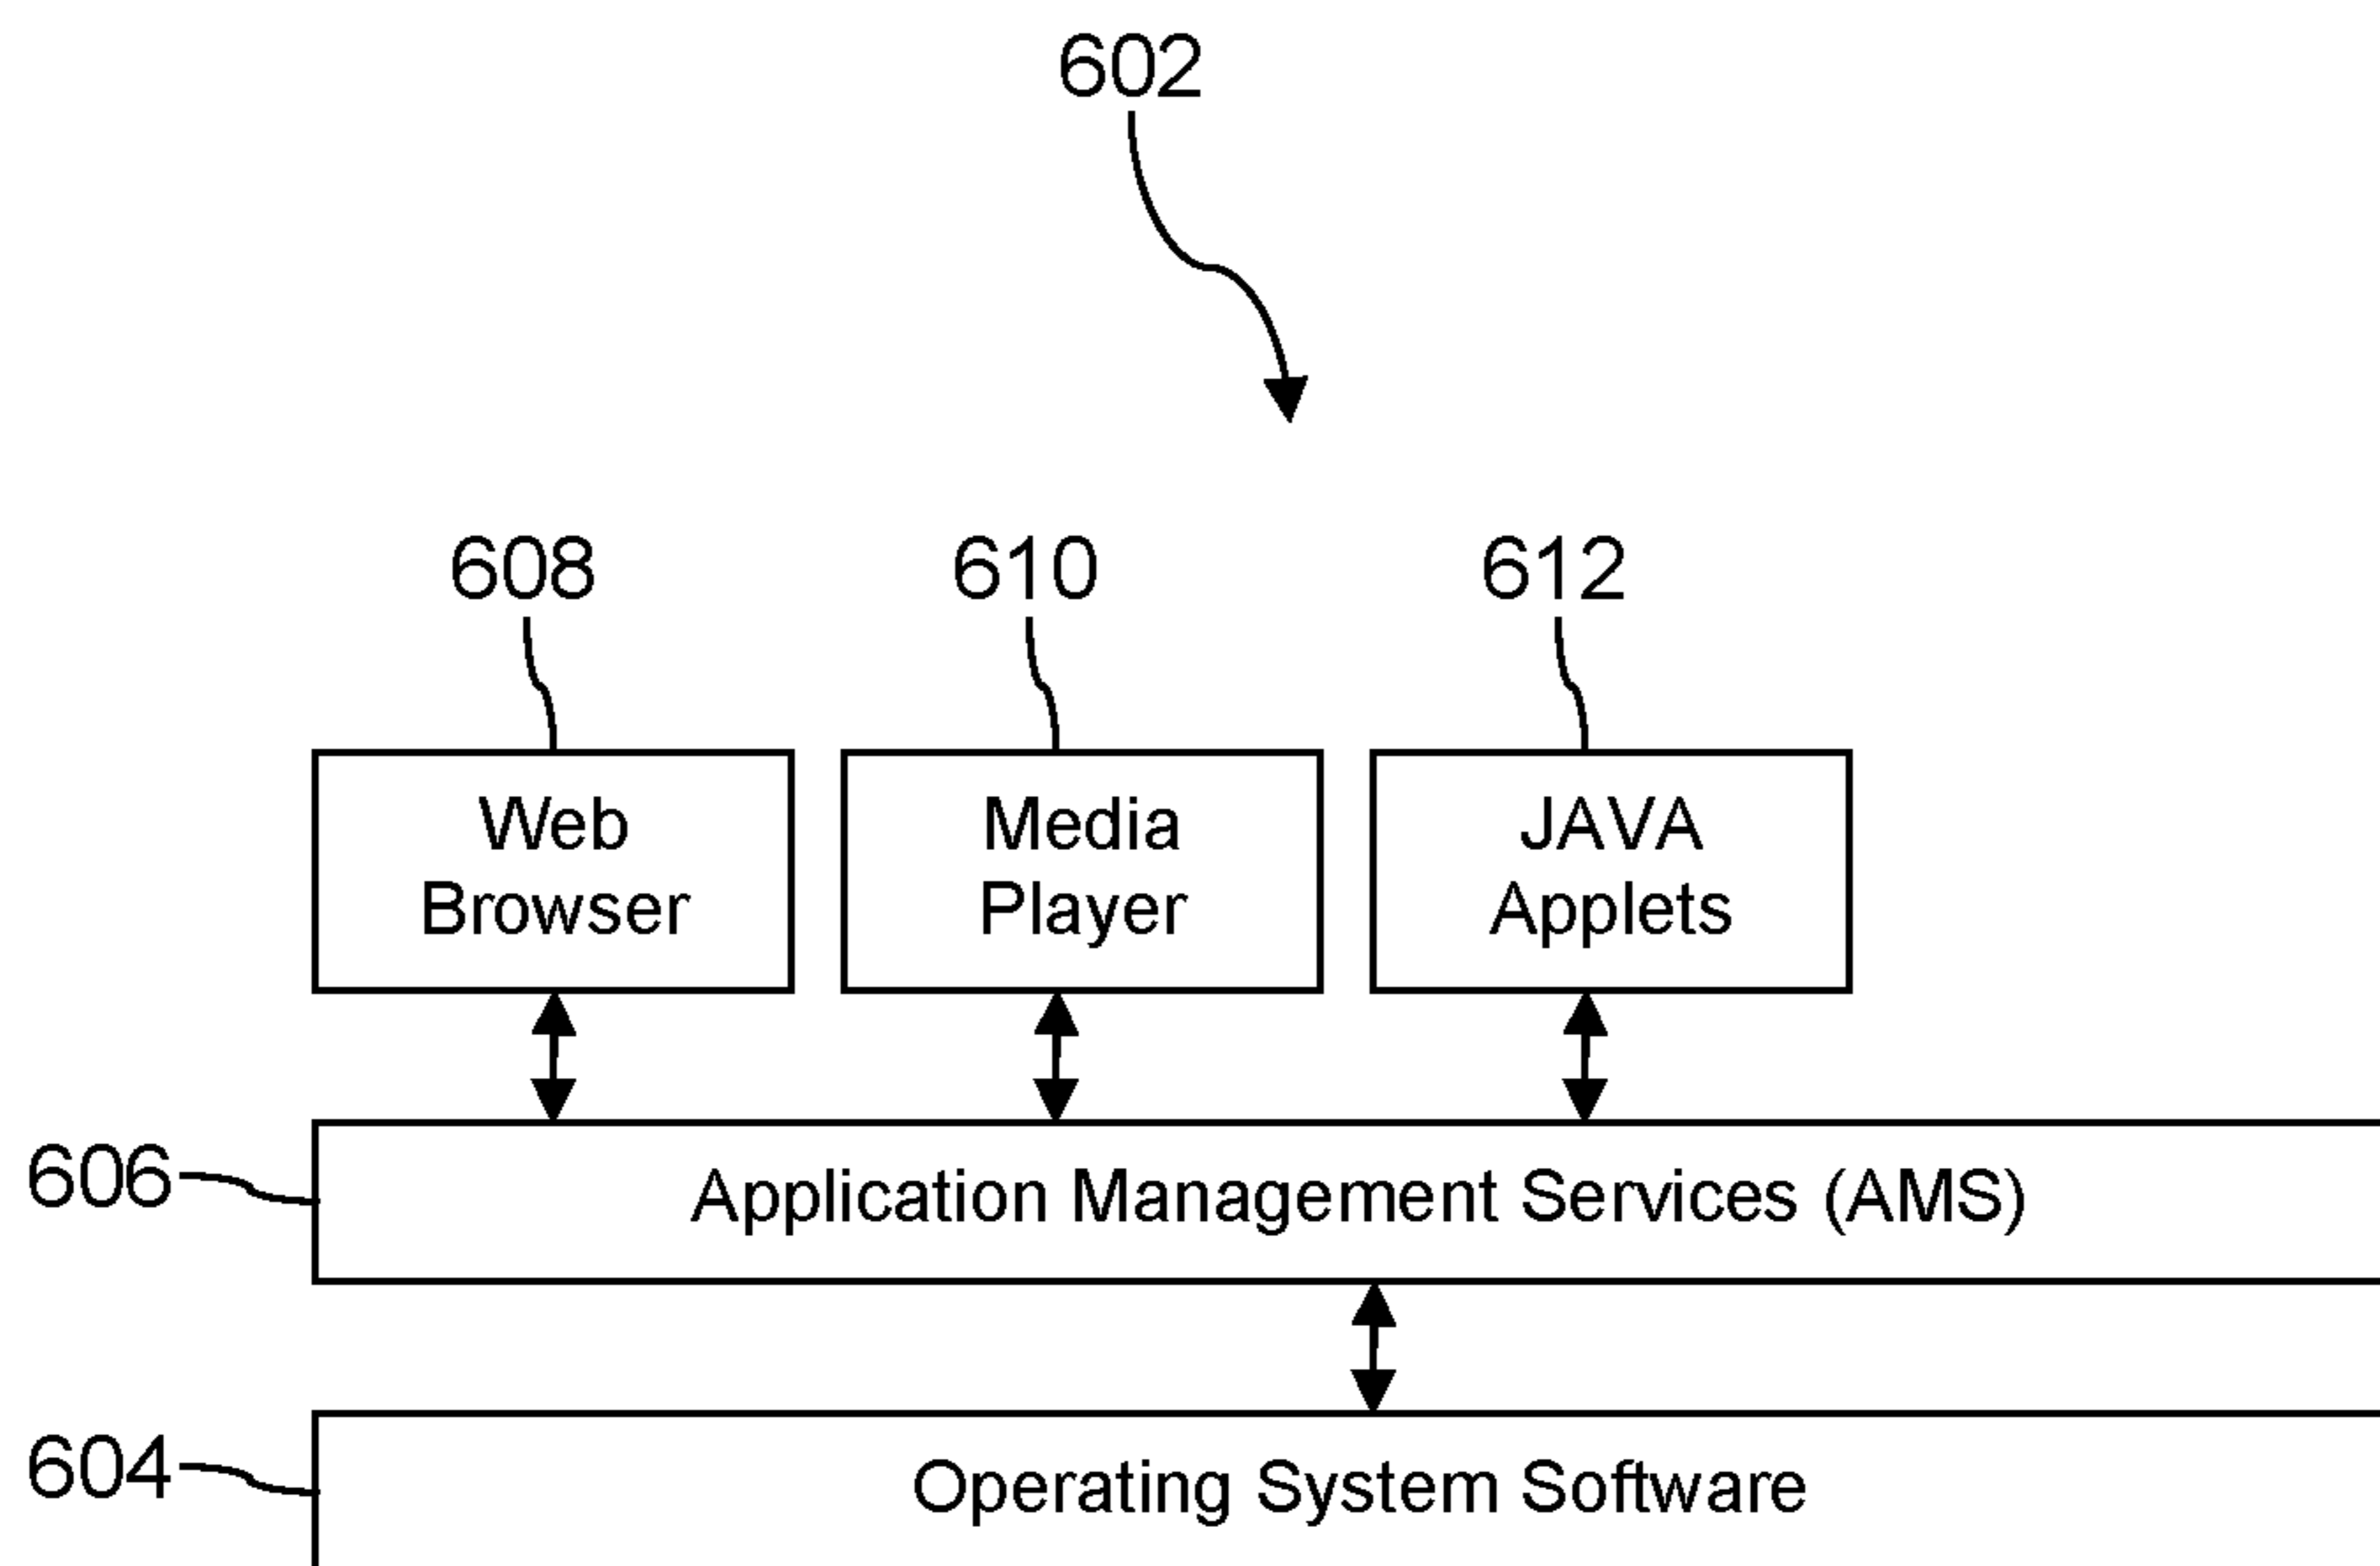 602
608 610 612
Web Browser
Media Player
JAVA Applets
606
Application Management Services (AMS)
604
Operating System Software